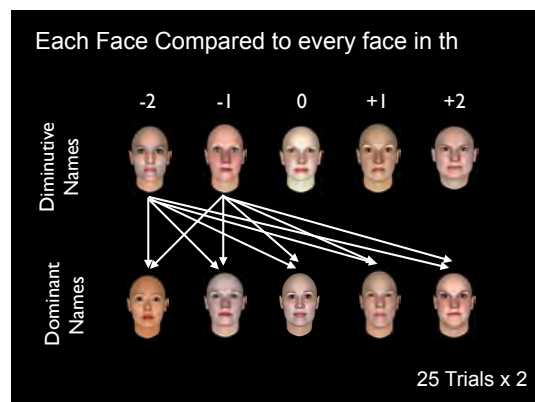 Each Face Compared to every face in th
-2 -1 0 +1 +2
Diminutive
Names
Dominant
Names
25 Trials x 2